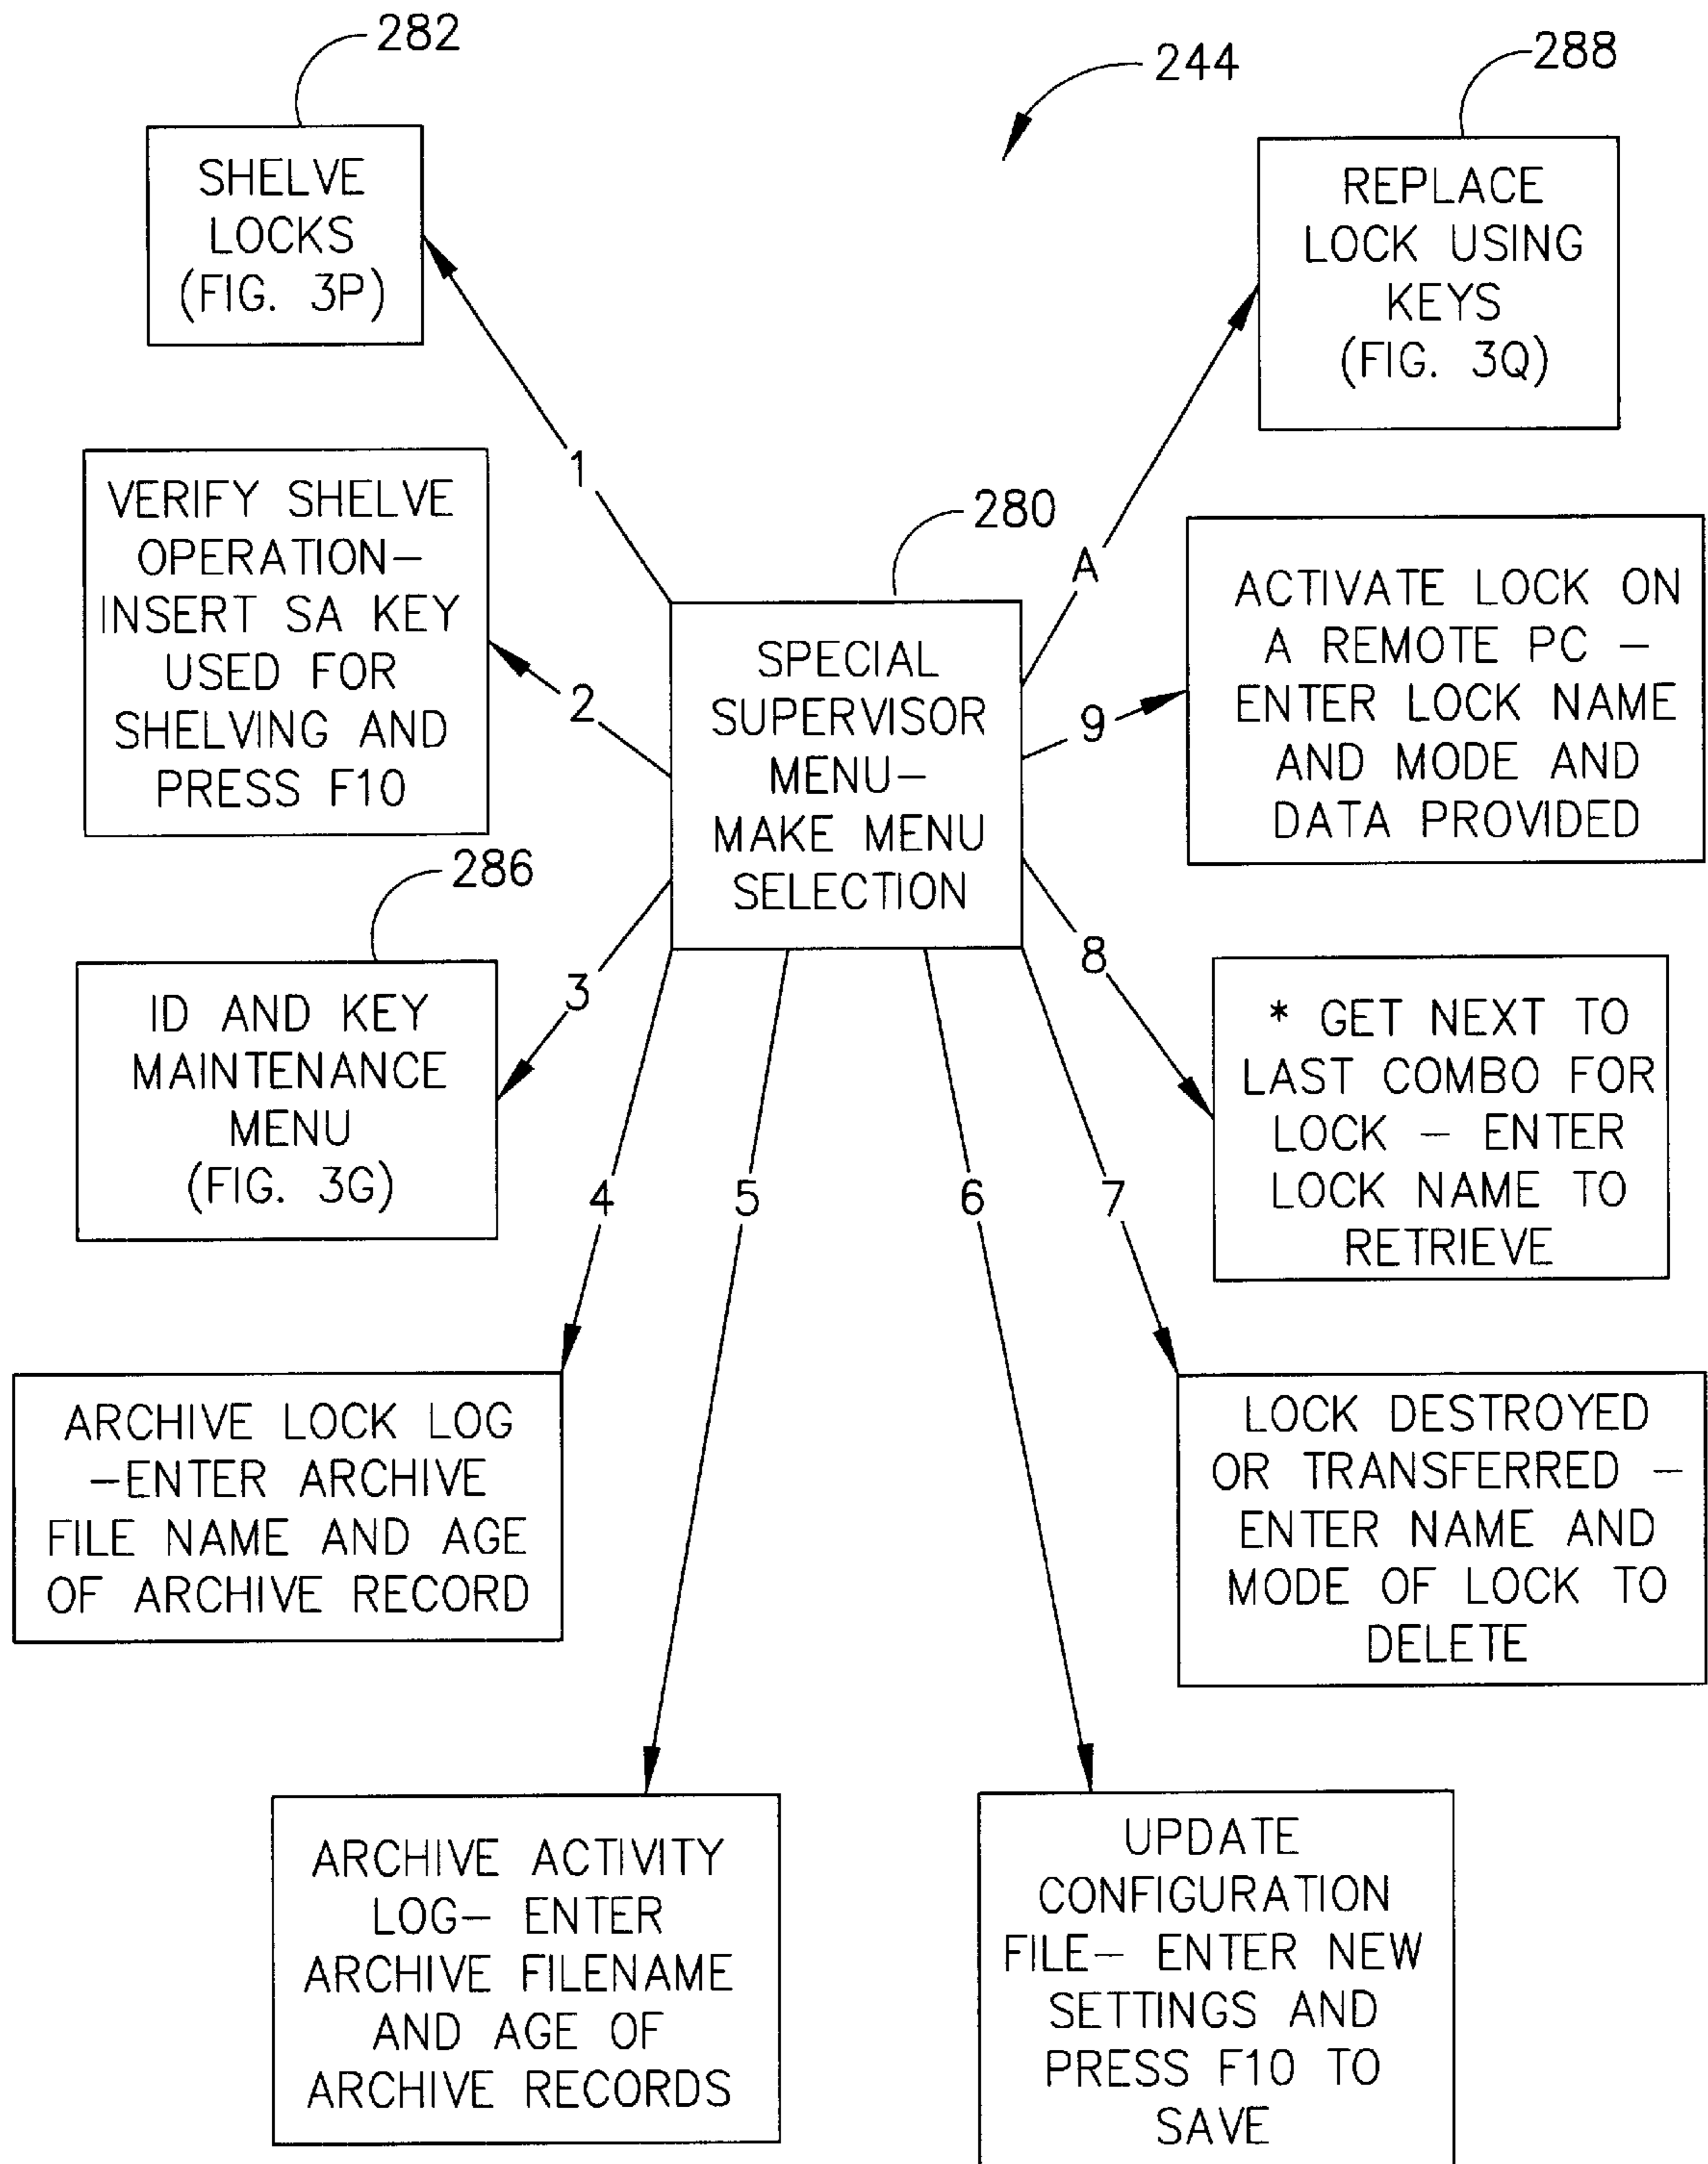 282
244
288
SHELVE
LOCKS
(FIG. 3P)
REPLACE
LOCK USING
KEYS
(FIG. 3Q)
1
A
VERIFY SHELVE
OPERATION—
INSERT SA KEY
USED FOR
SHELVING AND
PRESS F10
2
280
SPECIAL
SUPERVISOR
MENU—
MAKE MENU
SELECTION
9
ACTIVATE LOCK ON
A REMOTE PC —
ENTER LOCK NAME
AND MODE AND
DATA PROVIDED
286
ID AND KEY
MAINTENANCE
MENU
(FIG. 3G)
3
8
* GET NEXT TO
LAST COMBO FOR
LOCK — ENTER
LOCK NAME TO
RETRIEVE
4
5
6
7
ARCHIVE LOCK LOG
—ENTER ARCHIVE
FILE NAME AND AGE
OF ARCHIVE RECORD
LOCK DESTROYED
OR TRANSFERRED —
ENTER NAME AND
MODE OF LOCK TO
DELETE
ARCHIVE ACTIVITY
LOG— ENTER
ARCHIVE FILENAME
AND AGE OF
ARCHIVE RECORDS
UPDATE
CONFIGURATION
FILE— ENTER NEW
SETTINGS AND
PRESS F10 TO
SAVE